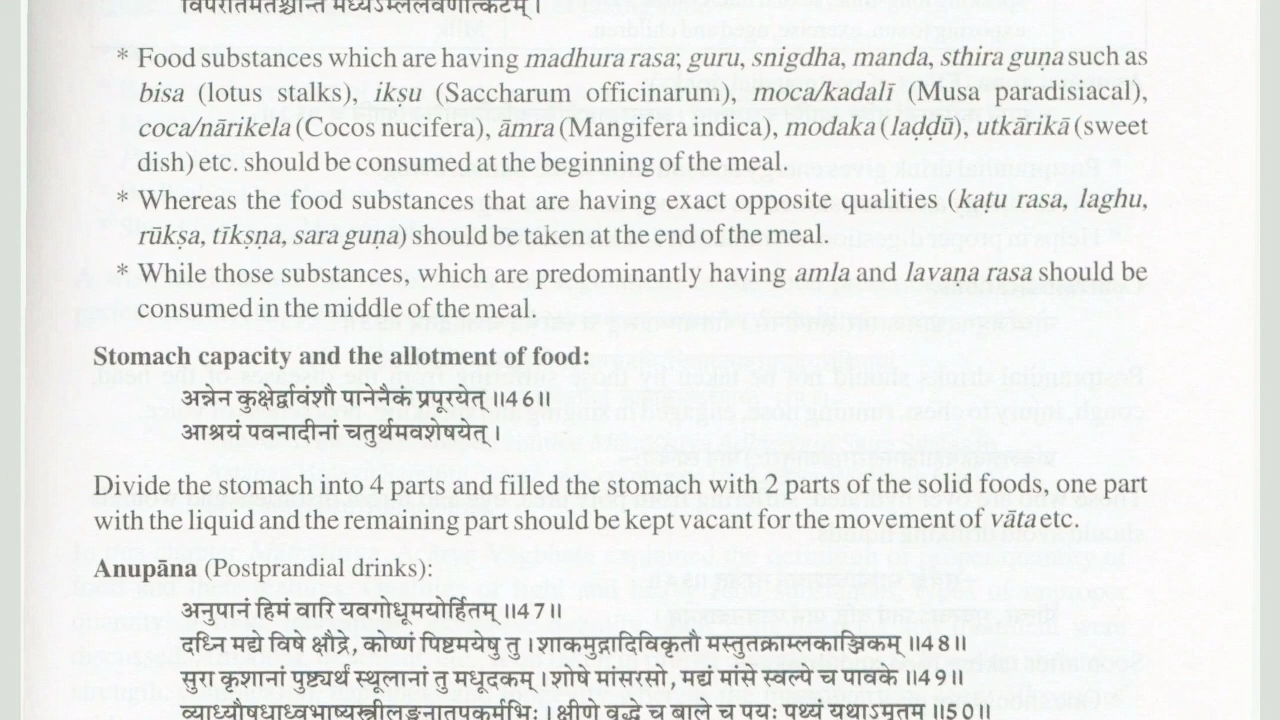 विपरीतमतश्चान्ते मध्येऽम्ललवणोत्कटम् ।
* Food substances which are having madhura rasa; guru, snigdha, manda, sthira guṇa such as
bisa (lotus stalks), ikṣu (Saccharum officinarum), moca/kadalī (Musa paradisiacal),
coca/nārikela (Cocos nucifera), āmra (Mangifera indica), modaka (laḍḍū), utkārikā (sweet
dish) etc. should be consumed at the beginning of the meal.
* Whereas the food substances that are having exact opposite qualities (kaṭu rasa, laghu,
rūkṣa, tīkṣṇa, sara guṇa) should be taken at the end of the meal.
* While those substances, which are predominantly having amla and lavaṇa rasa should be
consumed in the middle of the meal.
Stomach capacity and the allotment of food:
अन्नेन कुक्षेर्द्वावंशौ पानेनैकं प्रपूरयेत् ॥46॥
आश्रयं पवनादीनां चतुर्थमवशेषयेत् ।
Divide the stomach into 4 parts and filled the stomach with 2 parts of the solid foods, one part
with the liquid and the remaining part should be kept vacant for the movement of vāta etc.
Anupāna (Postprandial drinks):
अनुपानं हिमं वारि यवगोधूमयोर्हितम् ॥47॥
दध्नि मद्ये विषे क्षौद्रे, कोष्णं पिष्टमयेषु तु । शाकमुद्गादिविकृतौ मस्तुतक्राम्लकाञ्जिकम् ॥48॥
सुरा कृशानां पुष्ट्यर्थं स्थूलानां तु मधूदकम् । शोषे मांसरसो, मद्यं मांसे स्वल्पे च पावके ॥49॥
व्याध्यौषधाध्वभाष्यस्त्रीलङ्घनातपकर्मभिः । क्षीणे वृद्धे च बाले च पयः पथ्यं यथाऽमृतम् ॥50॥